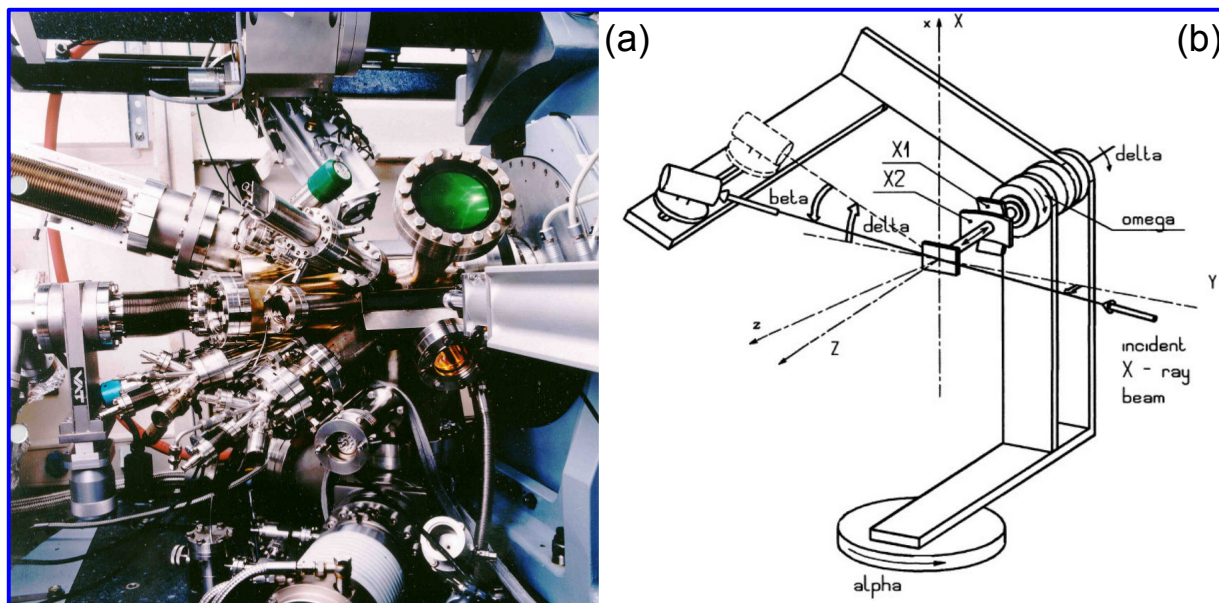 (a)
VAT
(b)
x X
X1
X2
delta
beta
delta
omega
Y
z
Z
incident
X - ray
beam
alpha